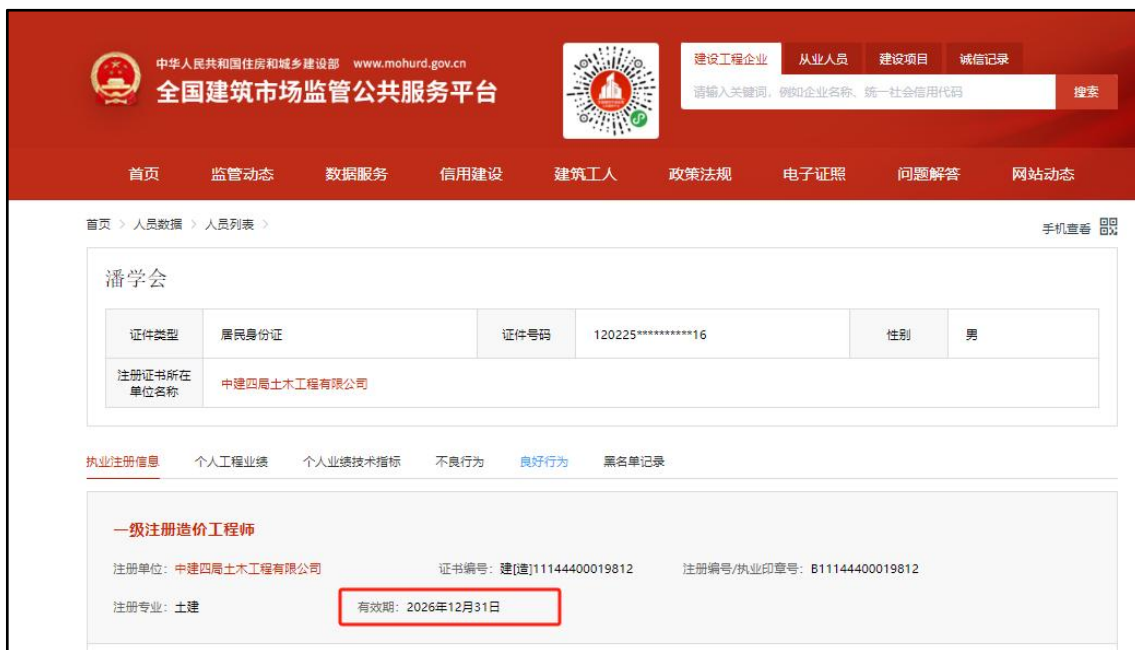 中华人民共和国住房和城乡建设部 www.mohurd.gov.cn
全国建筑市场监管公共服务平台
建设工程企业 从业人员 建设项目 诚信记录
请输入关键词，例如企业名称、统一社会信用代码 搜索
首页 监管动态 数据服务 信用建设 建筑工人 政策法规 电子证照 问题解答 网站动态
首页 > 人员数据 > 人员列表 >
手机查看
潘学会
证件类型 居民身份证 证件号码 120225**********16 性别 男
注册证书所在
单位名称
中建四局土木工程有限公司
执业注册信息 个人工程业绩 个人业绩技术指标 不良行为 良好行为 黑名单记录
一级注册造价工程师
注册单位：中建四局土木工程有限公司 证书编号：建[造]11144400019812 注册编号/执业印章号：B11144400019812
注册专业：土建 有效期：2026年12月31日